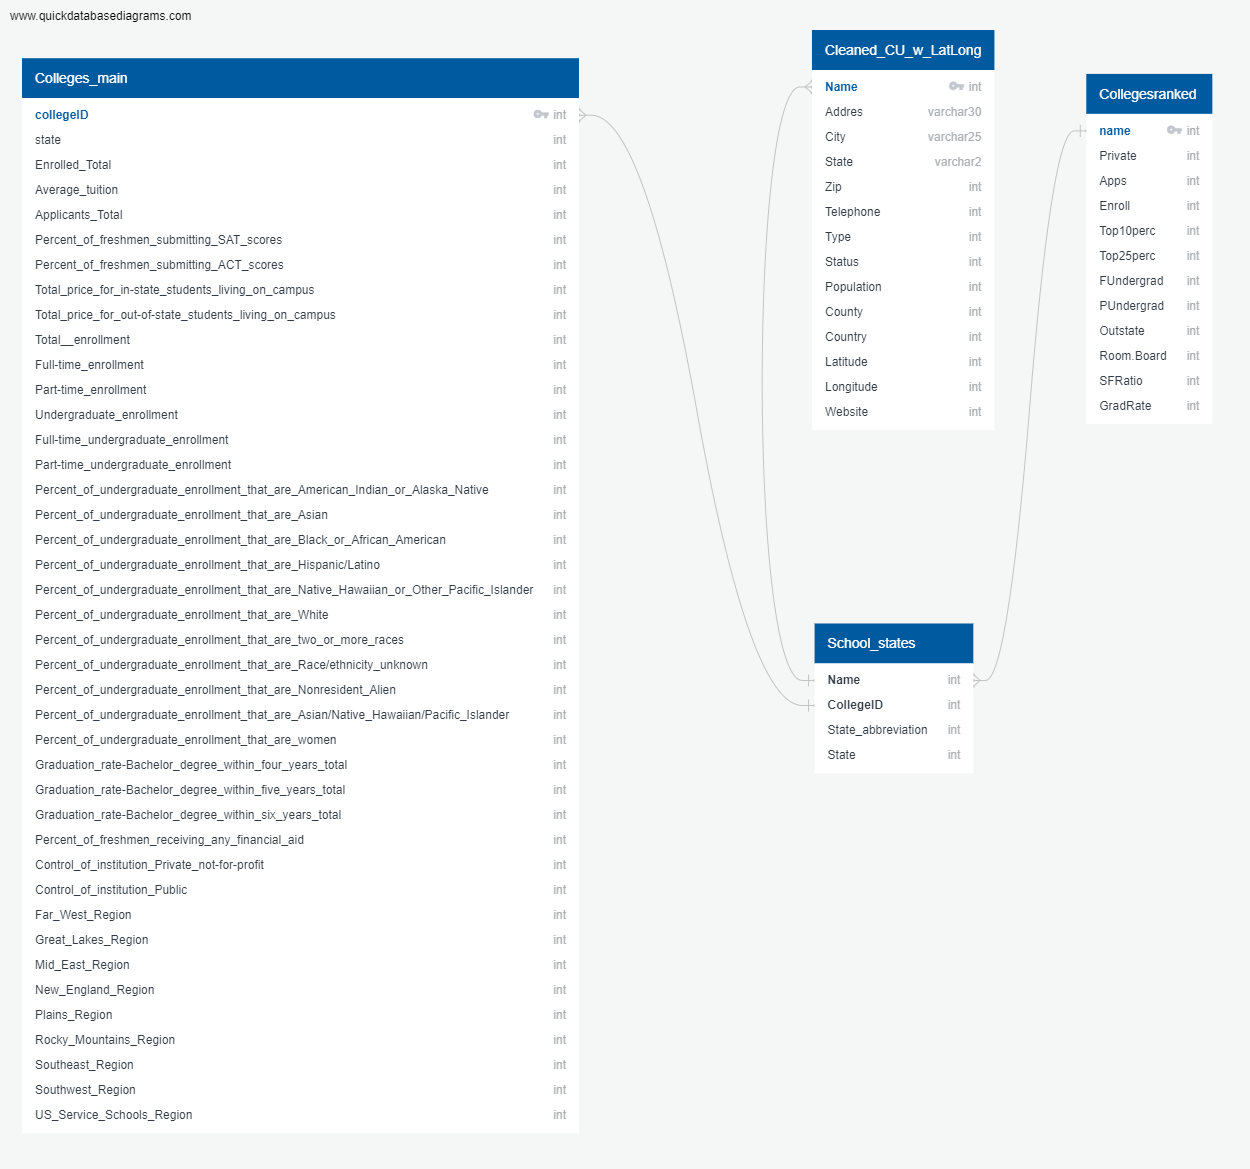 www.quickdatabasediagrams.com
Colleges_main
collegeID int
state int
Enrolled_Total int
Average_tuition int
Applicants_Total int
Percent_of_freshmen_submitting_SAT_scores int
Percent_of_freshmen_submitting_ACT_scores int
Total_price_for_in-state_students_living_on_campus int
Total_price_for_out-of-state_students_living_on_campus int
Total__enrollment int
Full-time_enrollment int
Part-time_enrollment int
Undergraduate_enrollment int
Full-time_undergraduate_enrollment int
Part-time_undergraduate_enrollment int
Percent_of_undergraduate_enrollment_that_are_American_Indian_or_Alaska_Native int
Percent_of_undergraduate_enrollment_that_are_Asian int
Percent_of_undergraduate_enrollment_that_are_Black_or_African_American int
Percent_of_undergraduate_enrollment_that_are_Hispanic/Latino int
Percent_of_undergraduate_enrollment_that_are_Native_Hawaiian_or_Other_Pacific_Islander int
Percent_of_undergraduate_enrollment_that_are_White int
Percent_of_undergraduate_enrollment_that_are_two_or_more_races int
Percent_of_undergraduate_enrollment_that_are_Race/ethnicity_unknown int
Percent_of_undergraduate_enrollment_that_are_Nonresident_Alien int
Percent_of_undergraduate_enrollment_that_are_Asian/Native_Hawaiian/Pacific_Islander int
Percent_of_undergraduate_enrollment_that_are_women int
Graduation_rate-Bachelor_degree_within_four_years_total int
Graduation_rate-Bachelor_degree_within_five_years_total int
Graduation_rate-Bachelor_degree_within_six_years_total int
Percent_of_freshmen_receiving_any_financial_aid int
Control_of_institution_Private_not-for-profit int
Control_of_institution_Public int
Far_West_Region int
Great_Lakes_Region int
Mid_East_Region int
New_England_Region int
Plains_Region int
Rocky_Mountains_Region int
Southeast_Region int
Southwest_Region int
US_Service_Schools_Region int
Cleaned_CU_w_LatLong
Name int
Addres varchar30
City varchar25
State varchar2
Zip int
Telephone int
Type int
Status int
Population int
County int
Country int
Latitude int
Longitude int
Website int
Collegesranked
name int
Private int
Apps int
Enroll int
Top10perc int
Top25perc int
FUndergrad int
PUndergrad int
Outstate int
Room.Board int
SFRatio int
GradRate int
School_states
Name int
CollegeID int
State_abbreviation int
State int